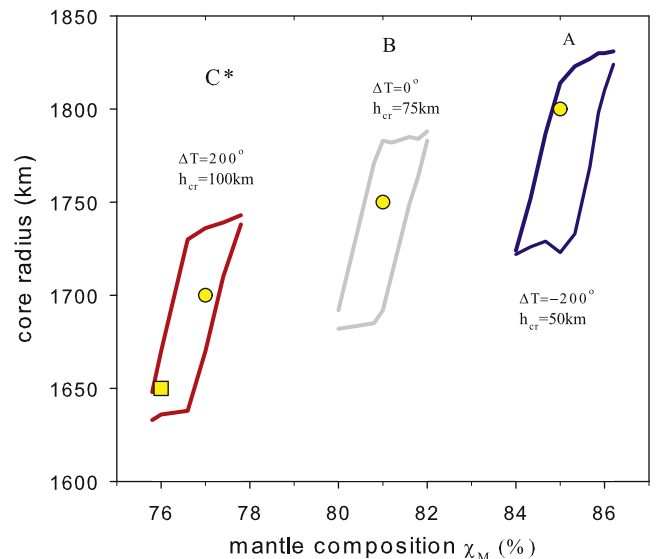 1850
1800
1750
1700
1650
1600
core radius (km)
A
B
C*
ΔT=0°
h_cr=75km
ΔT=200°
h_cr=100km
ΔT=−200°
h_cr=50km
76
78
80
82
84
86
mantle composition χ_M (%)